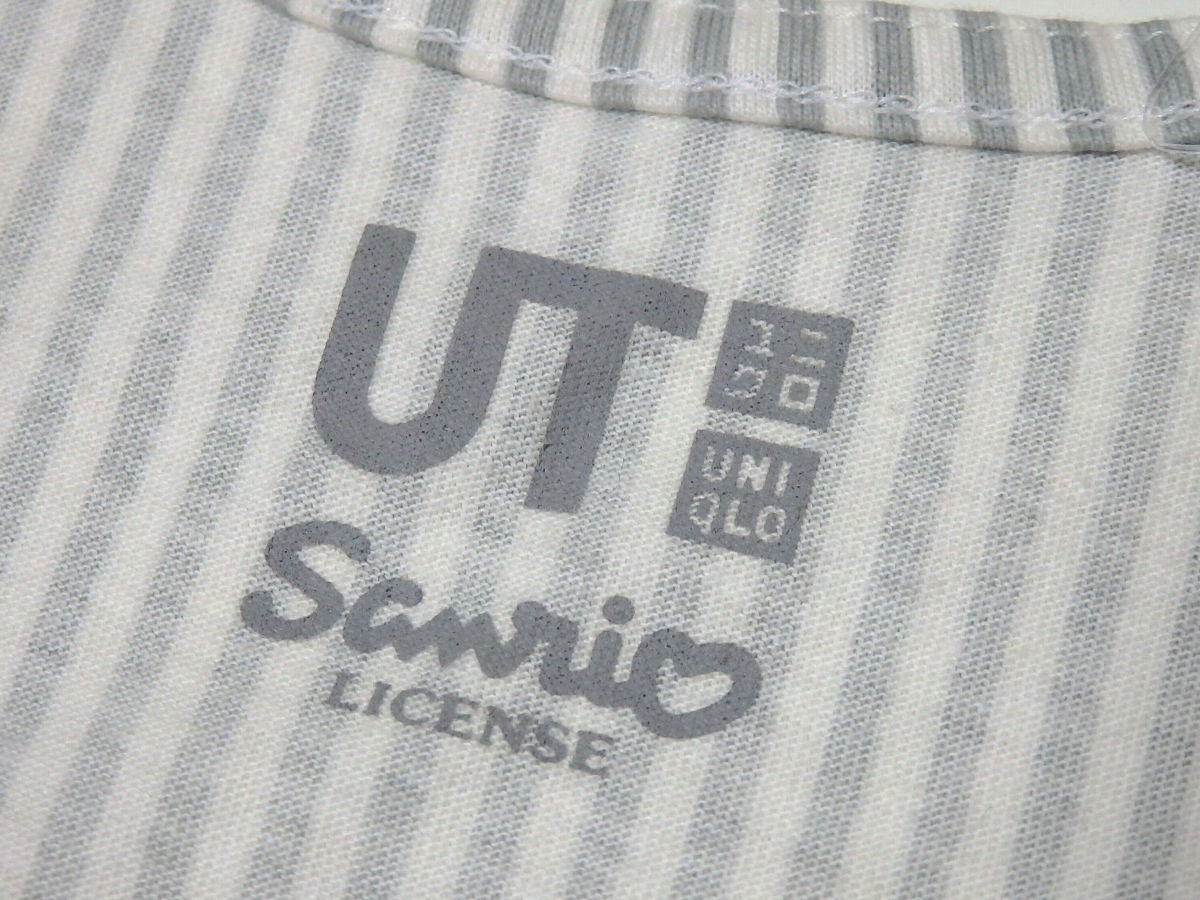 UT
ユニ
クロ
UNI
QLO
Sanrio
LICENSE